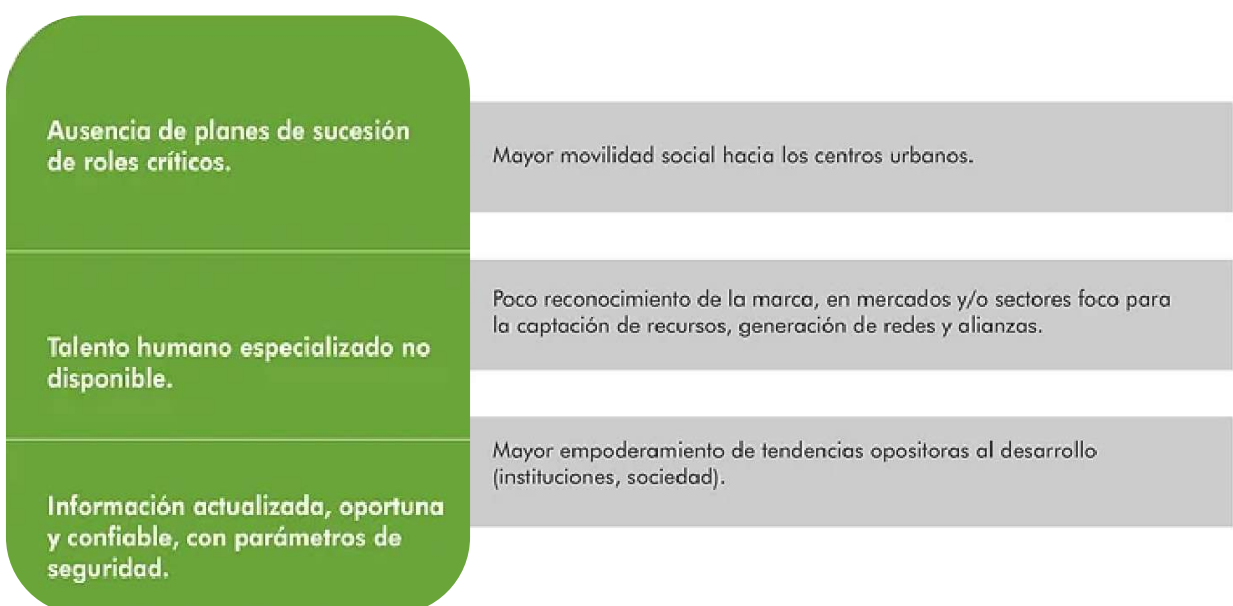 Ausencia de planes de sucesión
de roles críticos.
Mayor movilidad social hacia los centros urbanos.
Talento humano especializado no
disponible.
Poco reconocimiento de la marca, en mercados y/o sectores foco para
la captación de recursos, generación de redes y alianzas.
Información actualizada, oportuna
y confiable, con parámetros de
seguridad.
Mayor empoderamiento de tendencias opositoras al desarrollo
(instituciones, sociedad).